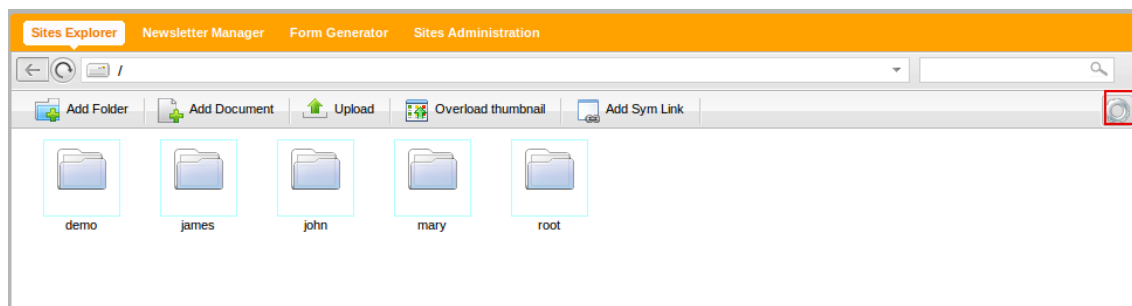 Sites Explorer Newsletter Manager Form Generator Sites Administration
/
Add Folder Add Document Upload Overload thumbnail Add Sym Link
demo james john mary root